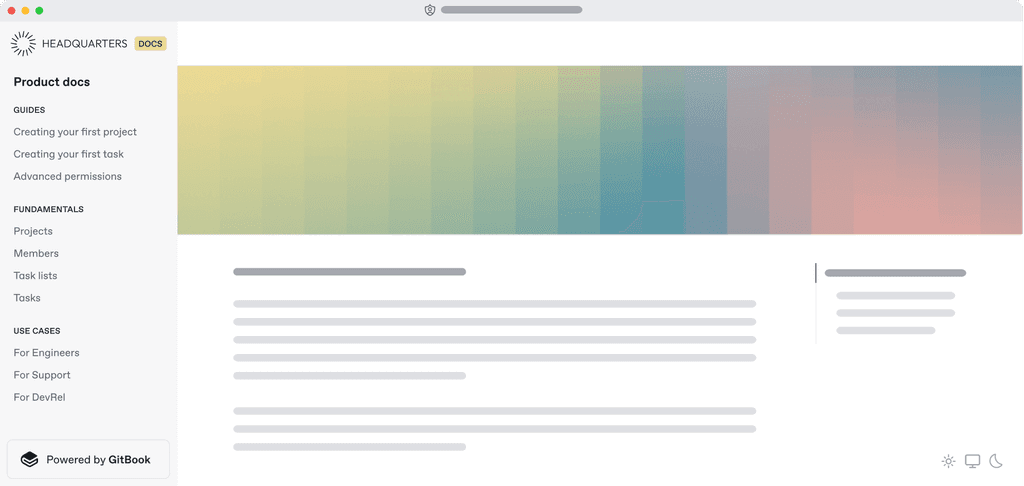 HEADQUARTERS DOCS
Product docs
GUIDES
Creating your first project
Creating your first task
Advanced permissions
FUNDAMENTALS
Projects
Members
Task lists
Tasks
USE CASES
For Engineers
For Support
For DevRel
Powered by GitBook